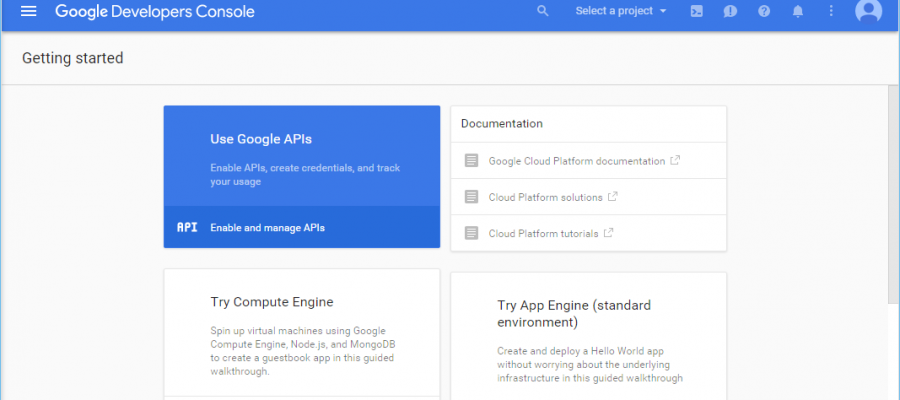 Google Developers Console
Select a project
Getting started
Use Google APIs
Enable APIs, create credentials, and track
your usage
API
Enable and manage APIs
Documentation
Google Cloud Platform documentation
Cloud Platform solutions
Cloud Platform tutorials
Try Compute Engine
Spin up virtual machines using Google
Compute Engine, Node.js, and MongoDB
to create a guestbook app in this guided
walkthrough.
Try App Engine (standard
environment)
Create and deploy a Hello World app
without worrying about the underlying
infrastructure in this guided walkthrough